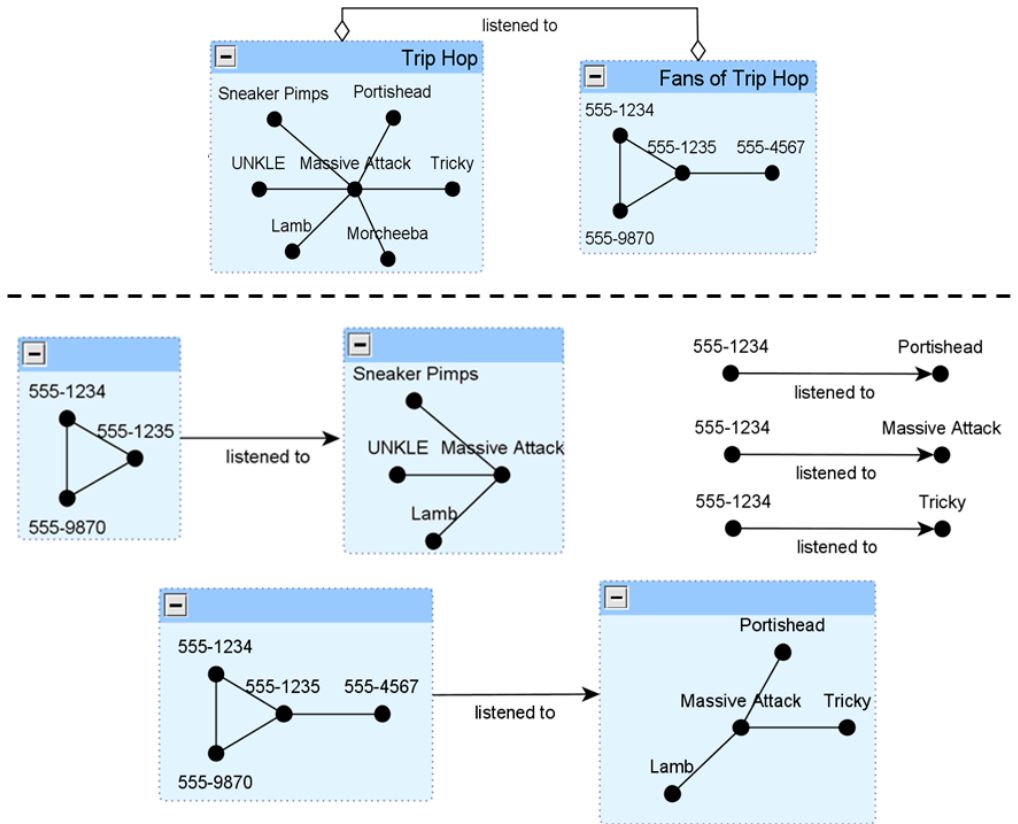 listened to
Trip Hop
Sneaker Pimps
Portishead
UNKLE
Massive Attack
Tricky
Lamb
Morcheeba
Fans of Trip Hop
555-1234
555-1235
555-4567
555-9870
555-1234
555-1235
555-9870
listened to
Sneaker Pimps
UNKLE
Massive Attack
Lamb
555-1234
Portishead
listened to
555-1234
Massive Attack
listened to
555-1234
Tricky
listened to
555-1234
555-1235
555-4567
555-9870
listened to
Portishead
Massive Attack
Tricky
Lamb